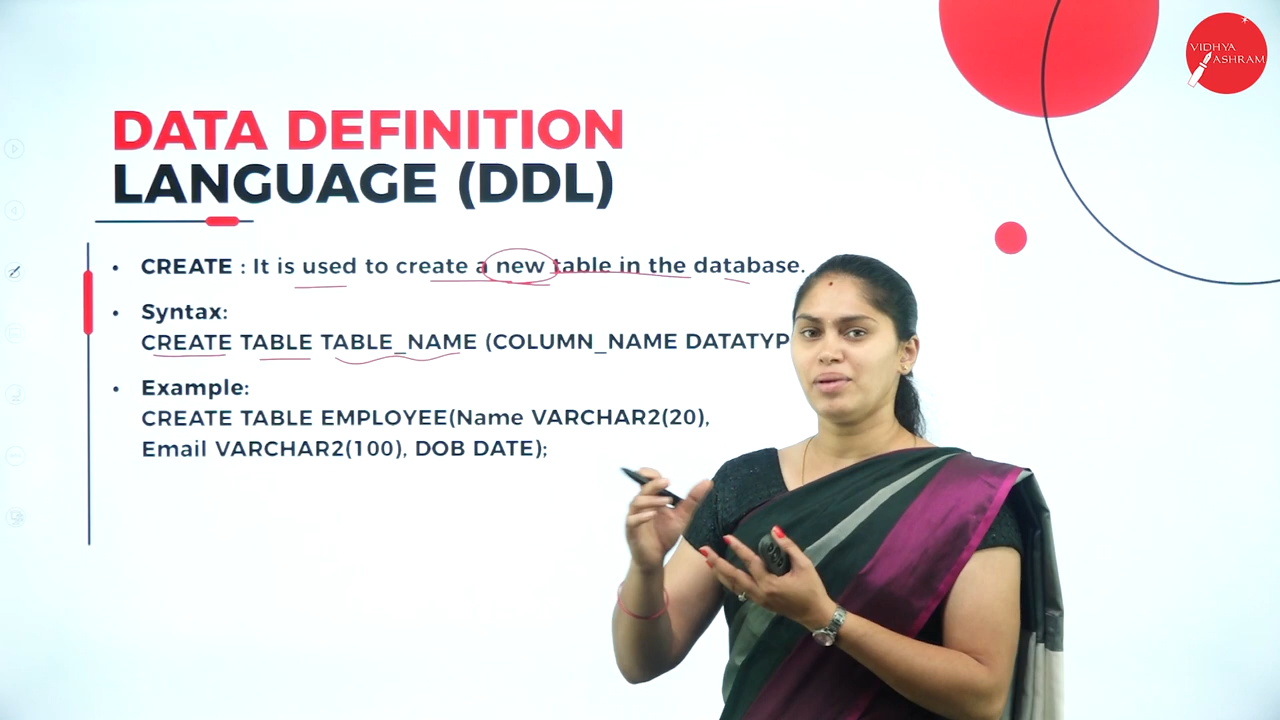 VIDHYA
ASHRAM
DATA DEFINITION
LANGUAGE (DDL)
• CREATE : It is used to create a new table in the database.
• Syntax:
CREATE TABLE TABLE_NAME (COLUMN_NAME
• Example:
CREATE TABLE EMPLOYEE(Name VARCHAR2(20),
Email VARCHAR2(100), DOB DATE);